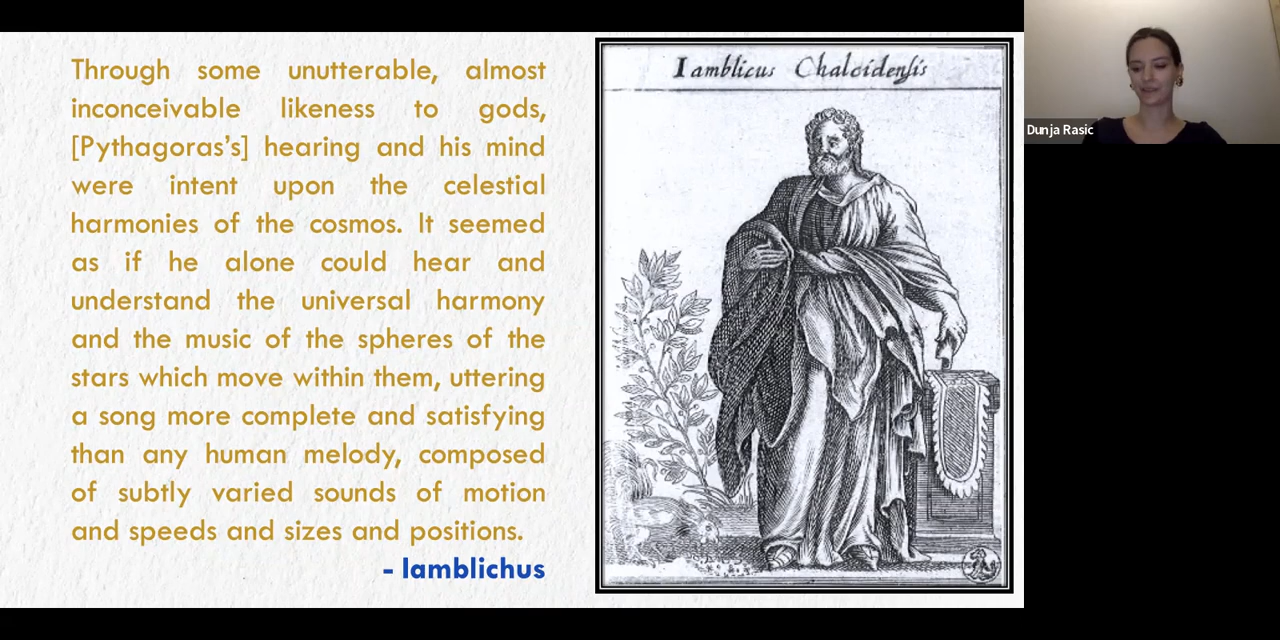 Through some unutterable, almost
inconceivable likeness to gods,
[Pythagoras's] hearing and his mind
were intent upon the celestial
harmonies of the cosmos. It seemed
as if he alone could hear and
understand the universal harmony
and the music of the spheres of the
stars which move within them, uttering
a song more complete and satisfying
than any human melody, composed
of subtly varied sounds of motion
and speeds and sizes and positions.
- Iamblichus
Iamblicus Chalcidensis
Dunja Rasic